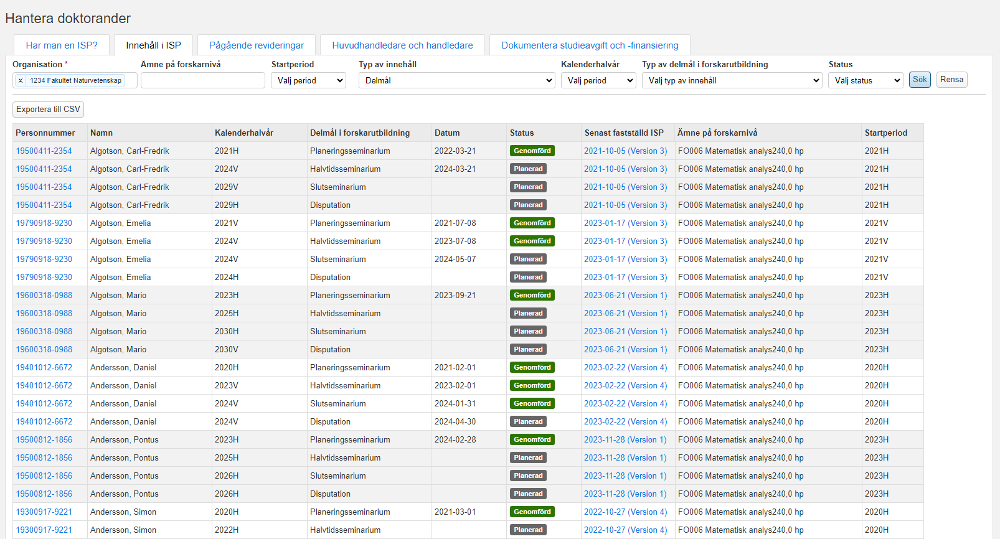 Hantera doktorander
Har man en ISP? Innehåll i ISP Pågående revideringar Huvudhandledare och handledare Dokumentera studieavgift och -finansiering
Organisation * Ämne på forskarnivå Startperiod Typ av innehåll Kalenderhalvår Typ av delmål i forskarutbildning Status
× 1234 Fakultet Naturvetenskap Välj period Delmål Välj period Välj typ av innehåll Välj status Sök Rensa
Exportera till CSV
Personnummer Namn Kalenderhalvår Delmål i forskarutbildning Datum Status Senast fastställd ISP Ämne på forskarnivå Startperiod
19500411-2354 Algotson, Carl-Fredrik 2021H Planeringsseminarium 2022-03-21 Genomförd 2021-10-05 (Version 3) FO006 Matematisk analys240,0 hp 2021H
19500411-2354 Algotson, Carl-Fredrik 2024V Halvtidsseminarium 2024-03-21 Planerad 2021-10-05 (Version 3) FO006 Matematisk analys240,0 hp 2021H
19500411-2354 Algotson, Carl-Fredrik 2029V Slutseminarium Planerad 2021-10-05 (Version 3) FO006 Matematisk analys240,0 hp 2021H
19500411-2354 Algotson, Carl-Fredrik 2029H Disputation Planerad 2021-10-05 (Version 3) FO006 Matematisk analys240,0 hp 2021H
19790918-9230 Algotson, Emelia 2021V Planeringsseminarium 2021-07-08 Genomförd 2023-01-17 (Version 3) FO006 Matematisk analys240,0 hp 2021V
19790918-9230 Algotson, Emelia 2024V Halvtidsseminarium 2023-07-08 Genomförd 2023-01-17 (Version 3) FO006 Matematisk analys240,0 hp 2021V
19790918-9230 Algotson, Emelia 2024V Slutseminarium 2024-05-07 Planerad 2023-01-17 (Version 3) FO006 Matematisk analys240,0 hp 2021V
19790918-9230 Algotson, Emelia 2024H Disputation Planerad 2023-01-17 (Version 3) FO006 Matematisk analys240,0 hp 2021V
19600318-0988 Algotson, Mario 2023H Planeringsseminarium 2023-09-21 Genomförd 2023-06-21 (Version 1) FO006 Matematisk analys240,0 hp 2023H
19600318-0988 Algotson, Mario 2025H Halvtidsseminarium Planerad 2023-06-21 (Version 1) FO006 Matematisk analys240,0 hp 2023H
19600318-0988 Algotson, Mario 2030H Slutseminarium Planerad 2023-06-21 (Version 1) FO006 Matematisk analys240,0 hp 2023H
19600318-0988 Algotson, Mario 2030V Disputation Planerad 2023-06-21 (Version 1) FO006 Matematisk analys240,0 hp 2023H
19401012-6672 Andersson, Daniel 2020H Planeringsseminarium 2021-02-01 Genomförd 2023-02-22 (Version 4) FO006 Matematisk analys240,0 hp 2020H
19401012-6672 Andersson, Daniel 2023V Halvtidsseminarium 2023-02-01 Genomförd 2023-02-22 (Version 4) FO006 Matematisk analys240,0 hp 2020H
19401012-6672 Andersson, Daniel 2024V Slutseminarium 2024-01-31 Genomförd 2023-02-22 (Version 4) FO006 Matematisk analys240,0 hp 2020H
19401012-6672 Andersson, Daniel 2024V Disputation 2024-04-30 Planerad 2023-02-22 (Version 4) FO006 Matematisk analys240,0 hp 2020H
19500812-1856 Andersson, Pontus 2023H Planeringsseminarium 2024-02-28 Genomförd 2023-11-28 (Version 1) FO006 Matematisk analys240,0 hp 2023H
19500812-1856 Andersson, Pontus 2025H Halvtidsseminarium Planerad 2023-11-28 (Version 1) FO006 Matematisk analys240,0 hp 2023H
19500812-1856 Andersson, Pontus 2026H Slutseminarium Planerad 2023-11-28 (Version 1) FO006 Matematisk analys240,0 hp 2023H
19500812-1856 Andersson, Pontus 2026H Disputation Planerad 2023-11-28 (Version 1) FO006 Matematisk analys240,0 hp 2023H
19300917-9221 Andersson, Simon 2020H Planeringsseminarium 2021-03-01 Genomförd 2022-10-27 (Version 4) FO006 Matematisk analys240,0 hp 2020H
19300917-9221 Andersson, Simon 2022H Halvtidsseminarium Planerad 2022-10-27 (Version 4) FO006 Matematisk analys240,0 hp 2020H